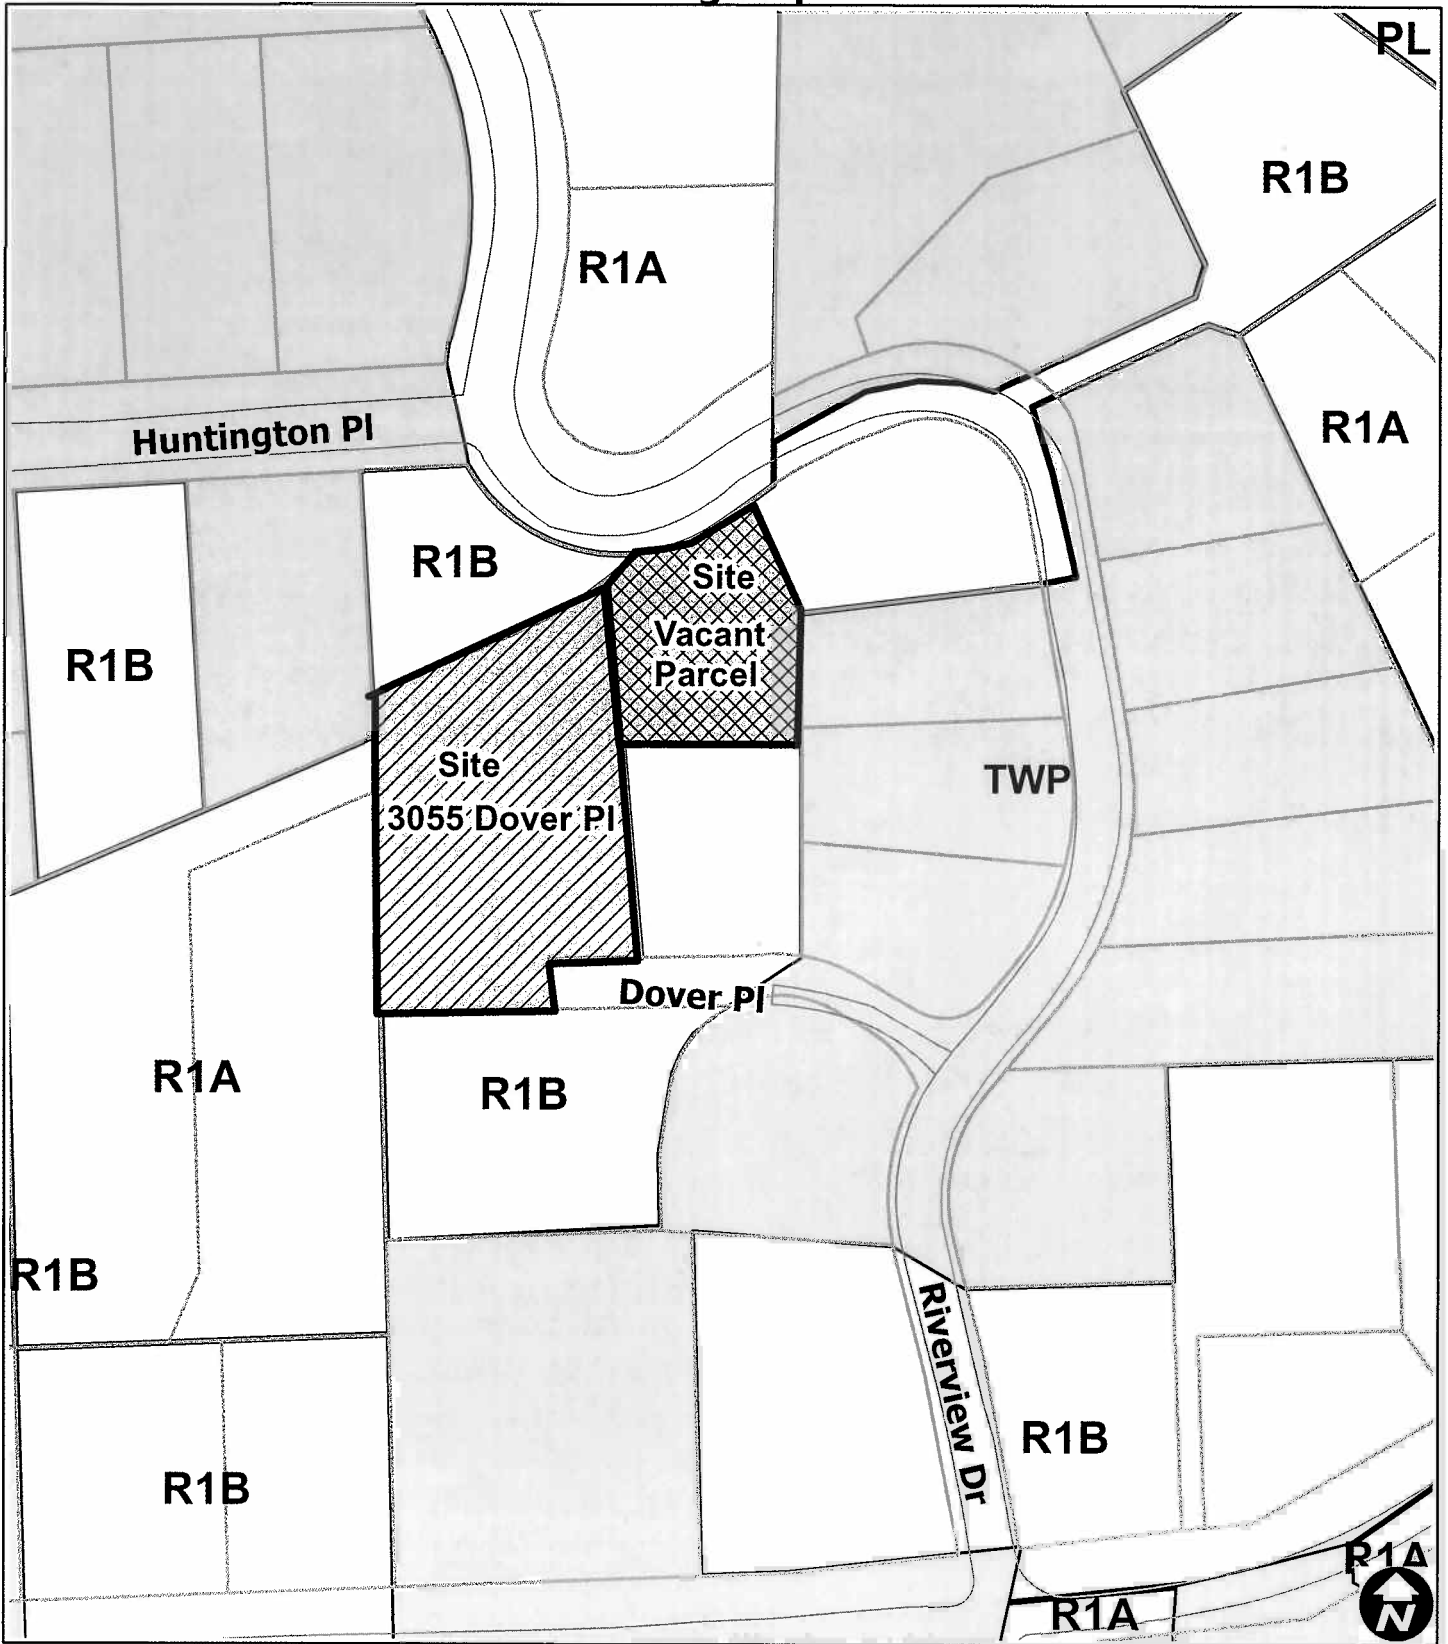 PL
R1B
R1A
R1A
Huntington Pl
R1B
Site
Vacant
Parcel
R1B
Site
3055 Dover Pl
TWP
Dover Pl
R1A
R1B
R1B
Riverview Dr
R1B
R1B
R1A
R1A
N